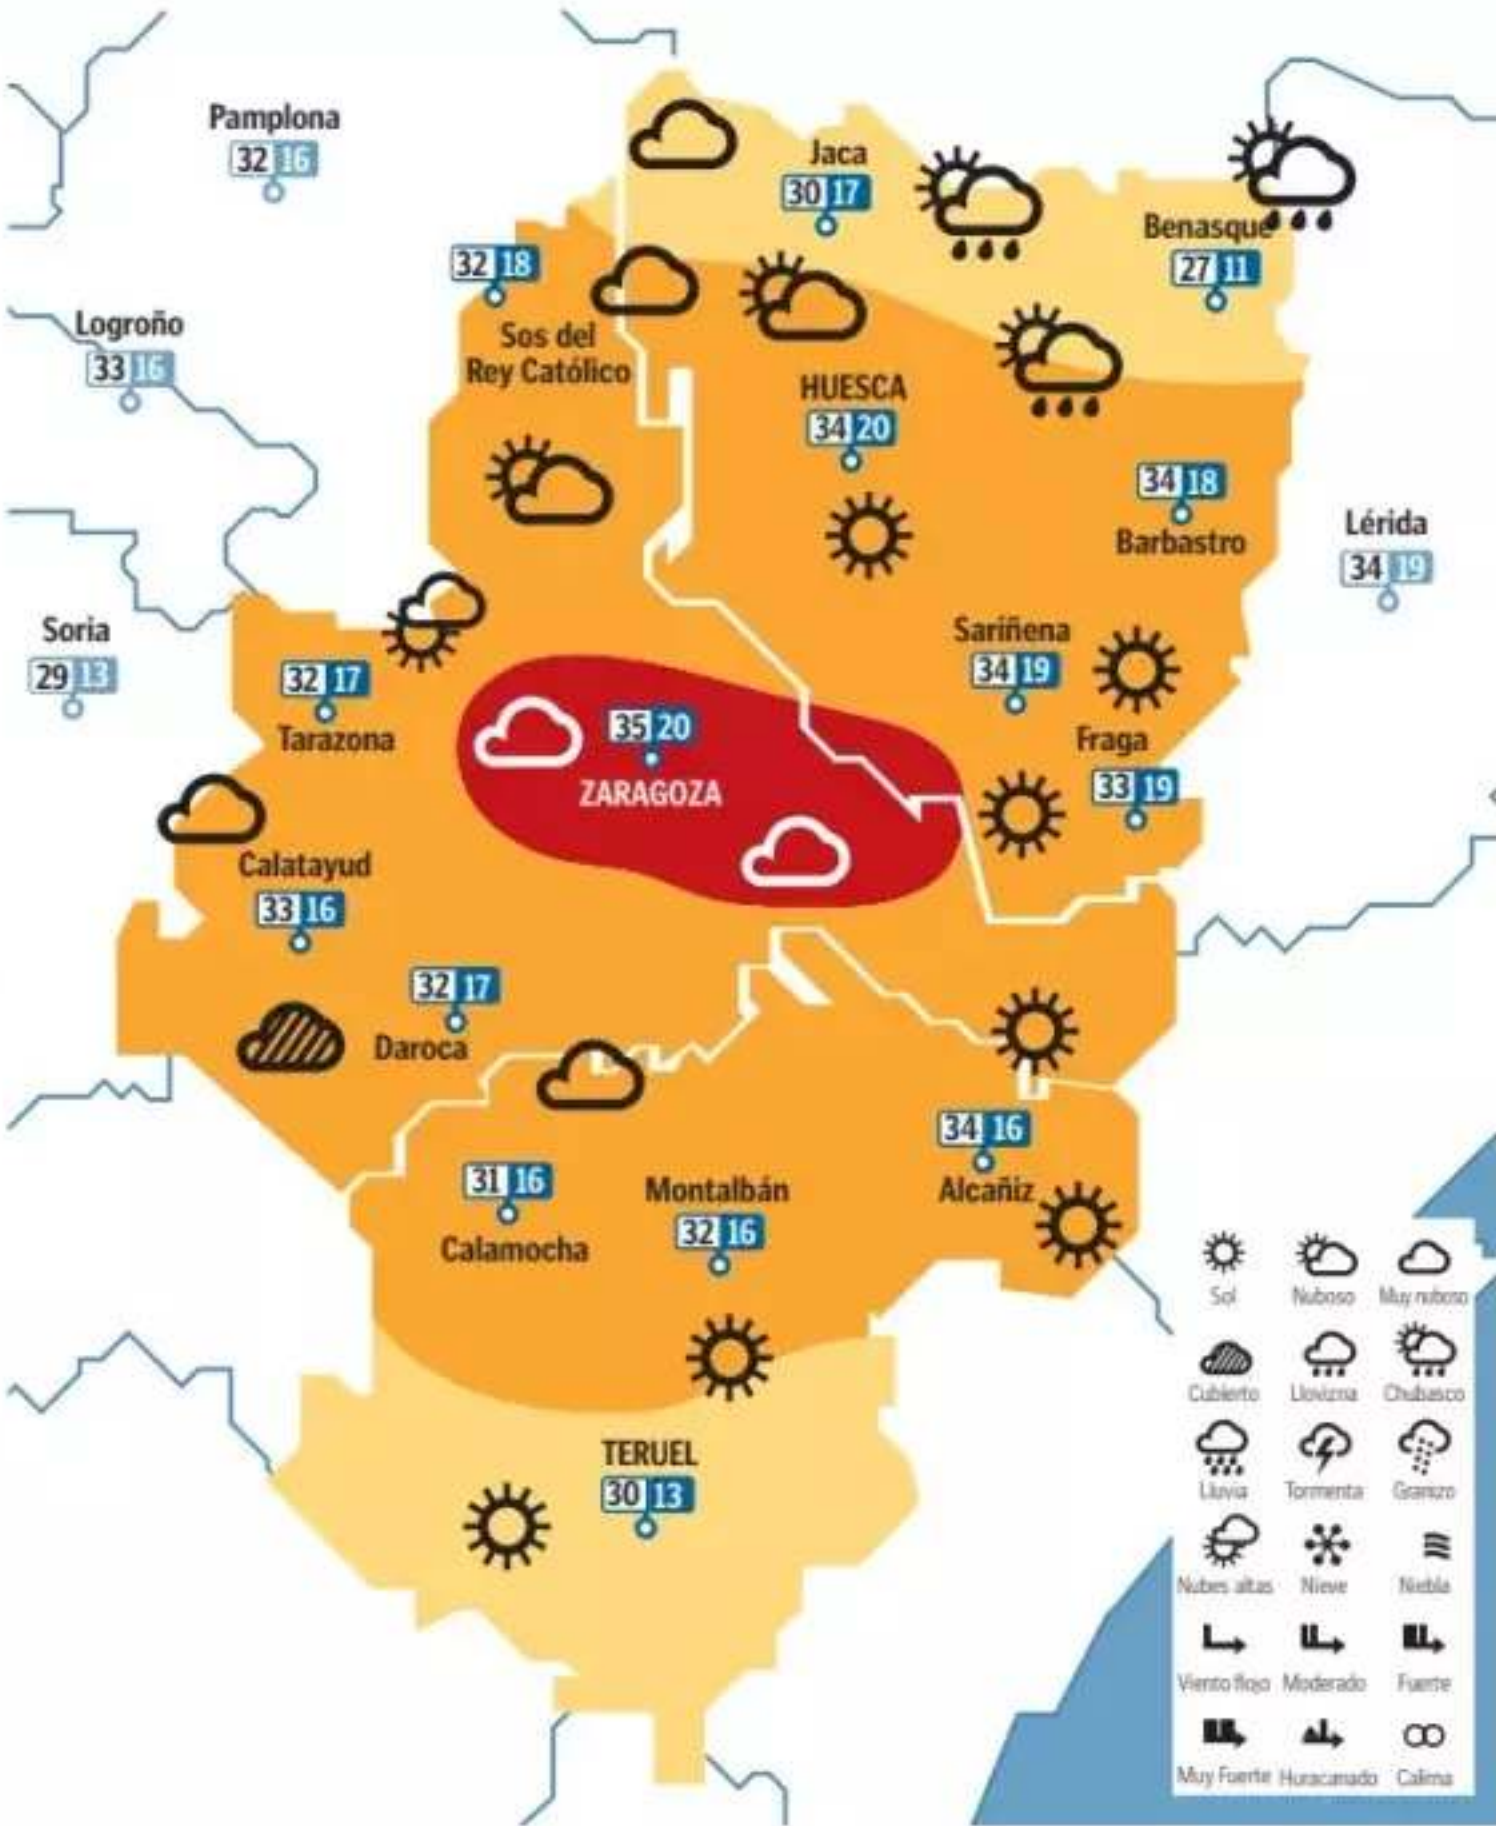 Pamplona
32 16
Jaca
30 17
Benasque
27 11
32 18
Sos del
Rey Católico
Logroño
33 16
HUESCA
34 20
34 18
Barbastro
Lérida
34 19
Soria
29 13
Sariñena
34 19
32 17
Tarazona
35 20
ZARAGOZA
Fraga
33 19
Calatayud
33 16
32 17
Daroca
34 16
Alcañiz
31 16
Calamocha
Montalbán
32 16
TERUEL
30 13
Sol Nuboso Muy nuboso
Cubierto Llovizna Chubasco
Lluvia Tormenta Granizo
Nubes altas Nieve Niebla
Viento flojo Moderado Fuerte
Muy Fuerte Huracanado Calima